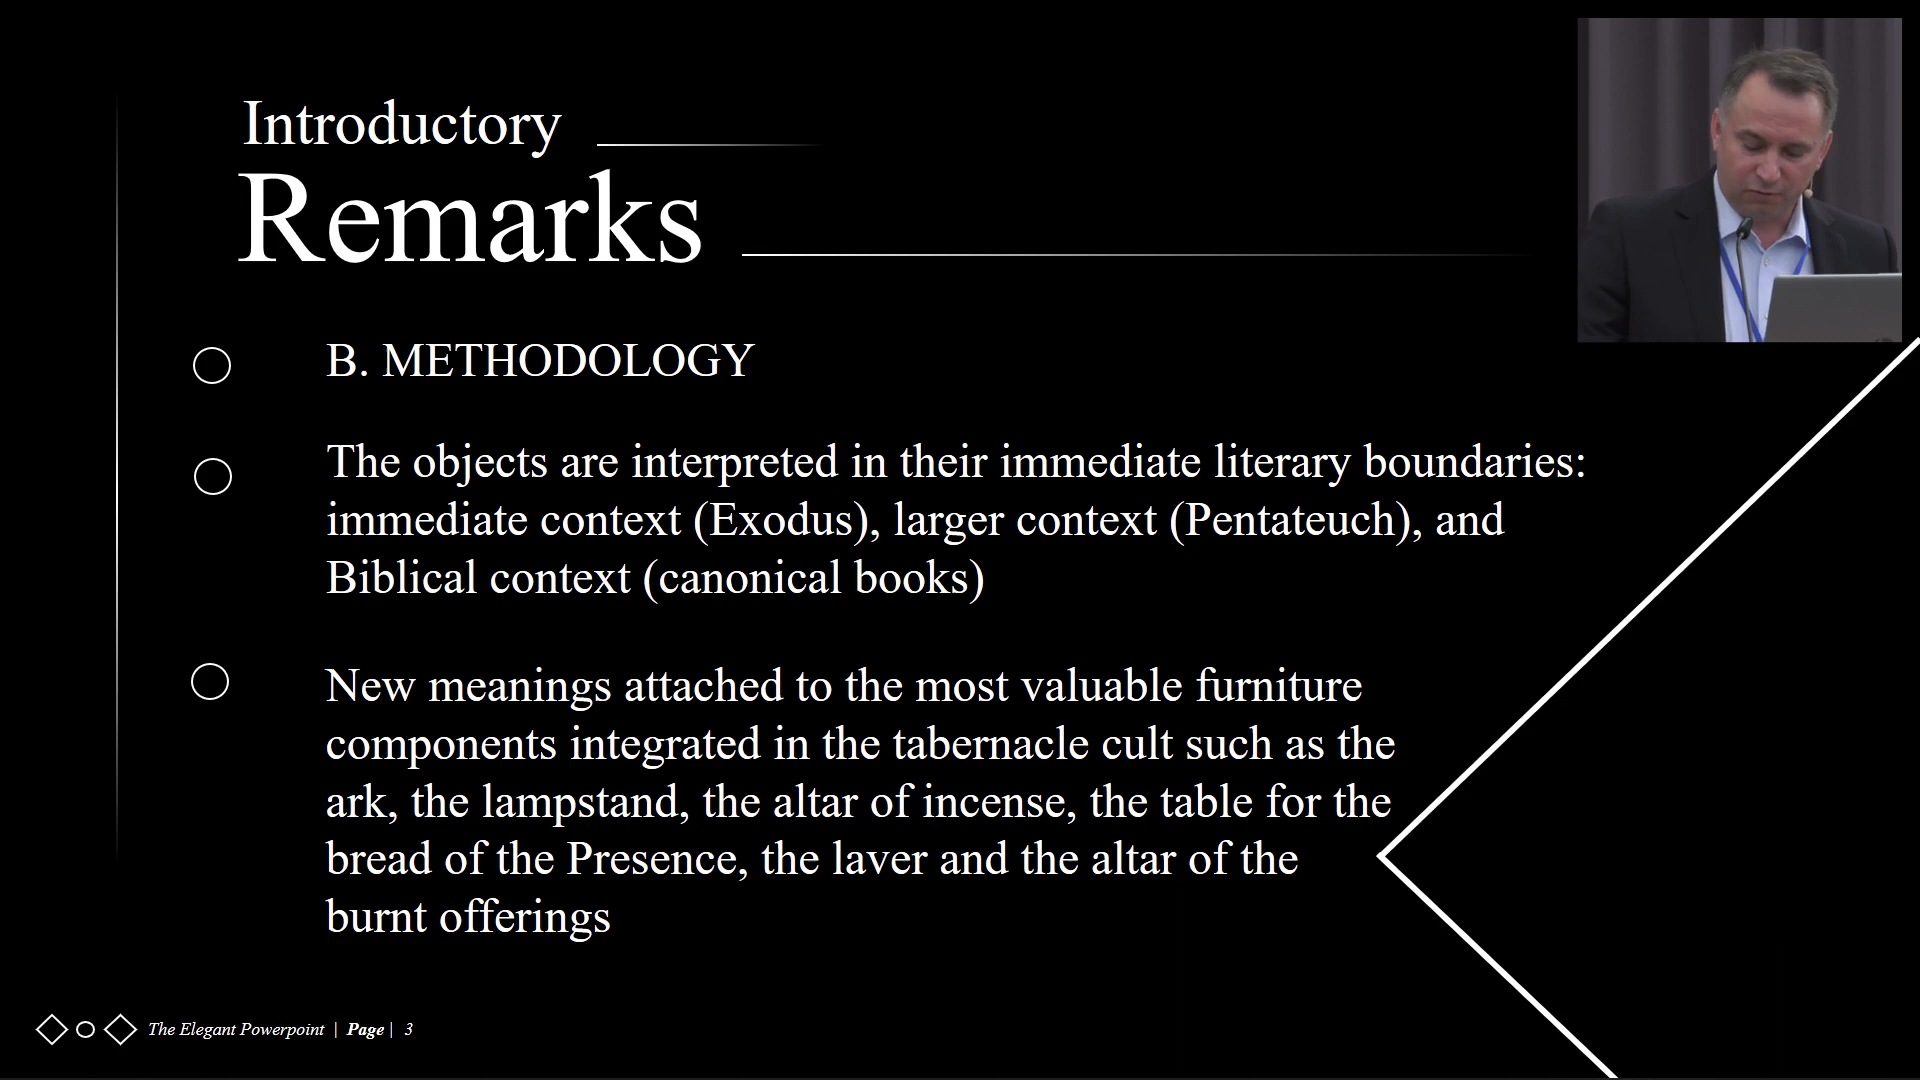 Introductory
Remarks
B. METHODOLOGY
The objects are interpreted in their immediate literary boundaries:
immediate context (Exodus), larger context (Pentateuch), and
Biblical context (canonical books)
New meanings attached to the most valuable furniture
components integrated in the tabernacle cult such as the
ark, the lampstand, the altar of incense, the table for the
bread of the Presence, the laver and the altar of the
burnt offerings
The Elegant Powerpoint | Page | 3